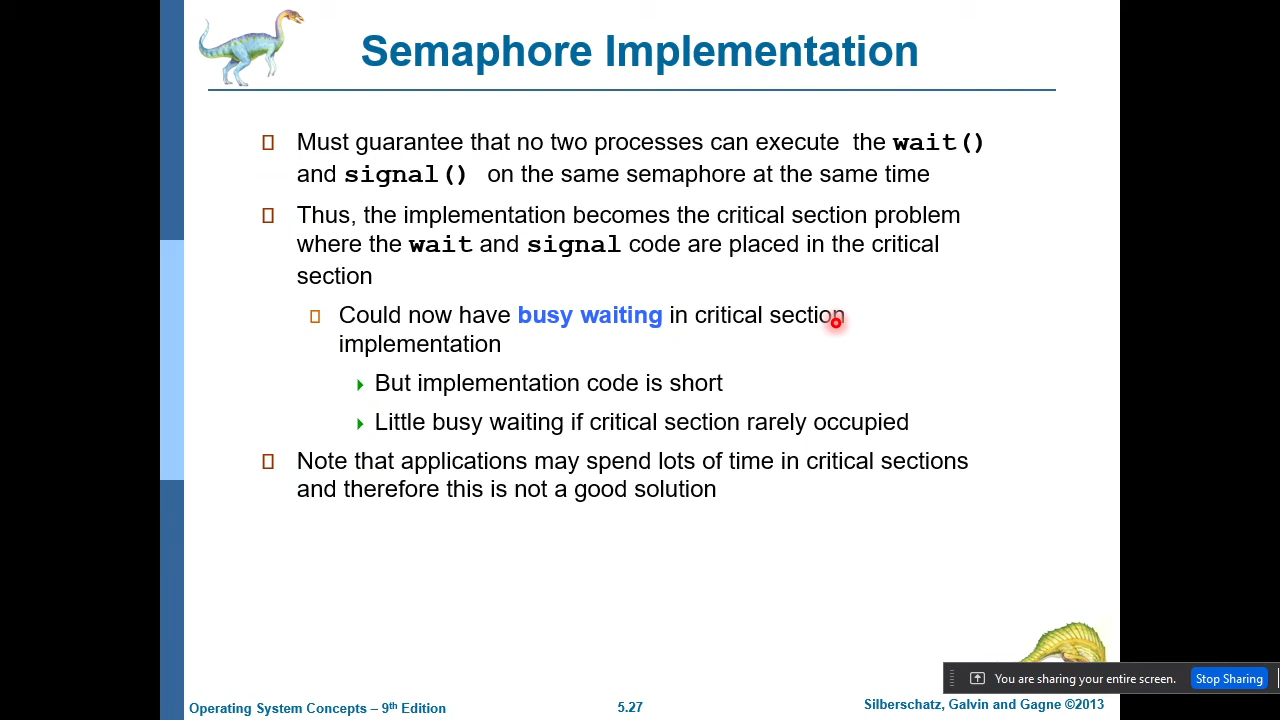 Semaphore Implementation
Must guarantee that no two processes can execute the wait()
and signal() on the same semaphore at the same time
Thus, the implementation becomes the critical section problem
where the wait and signal code are placed in the critical
section
Could now have busy waiting in critical section
implementation
But implementation code is short
Little busy waiting if critical section rarely occupied
Note that applications may spend lots of time in critical sections
and therefore this is not a good solution
You are sharing your entire screen. Stop Sharing
Operating System Concepts – 9th Edition 5.27 Silberschatz, Galvin and Gagne ©2013